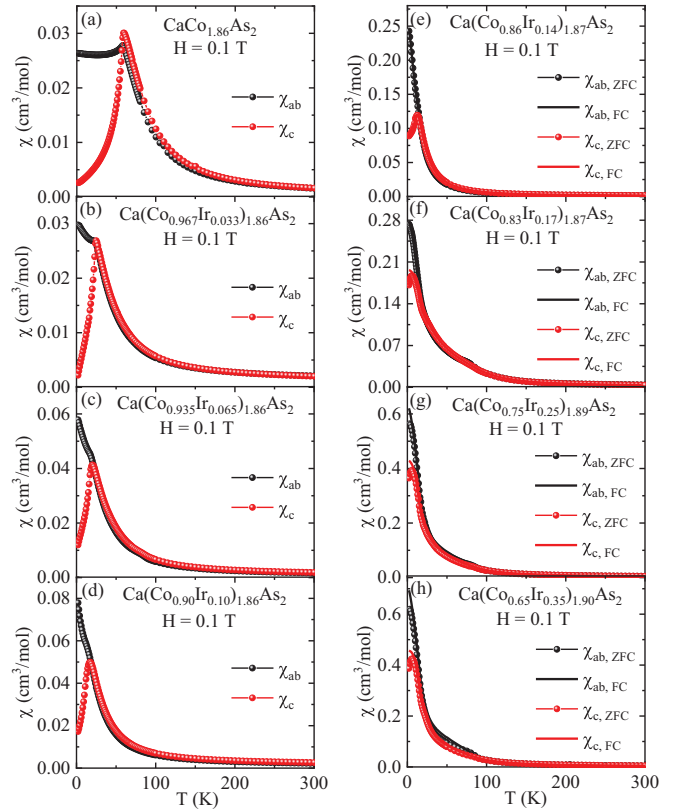 (a)
CaCo1.86As2
H = 0.1 T
χab
χc
χ (cm3/mol)
0.03
0.02
0.01
0.00
(b)
Ca(Co0.967Ir0.033)1.86As2
H = 0.1 T
χab
χc
χ (cm3/mol)
0.03
0.02
0.01
0.00
(c)
Ca(Co0.935Ir0.065)1.86As2
H = 0.1 T
χab
χc
χ (cm3/mol)
0.06
0.04
0.02
0.00
(d)
Ca(Co0.90Ir0.10)1.86As2
H = 0.1 T
χab
χc
χ (cm3/mol)
0.08
0.06
0.04
0.02
0.00
0 100 200 300
T (K)
(e)
Ca(Co0.86Ir0.14)1.87As2
H = 0.1 T
χab, ZFC
χab, FC
χc, ZFC
χc, FC
χ (cm3/mol)
0.25
0.20
0.15
0.10
0.05
0.00
(f)
Ca(Co0.83Ir0.17)1.87As2
H = 0.1 T
χab, ZFC
χab, FC
χc, ZFC
χc, FC
χ (cm3/mol)
0.28
0.21
0.14
0.07
0.00
(g)
Ca(Co0.75Ir0.25)1.89As2
H = 0.1 T
χab, ZFC
χab, FC
χc, ZFC
χc, FC
χ (cm3/mol)
0.6
0.4
0.2
0.0
(h)
Ca(Co0.65Ir0.35)1.90As2
H = 0.1 T
χab, ZFC
χab, FC
χc, ZFC
χc, FC
χ (cm3/mol)
0.6
0.4
0.2
0.0
0 100 200 300
T (K)